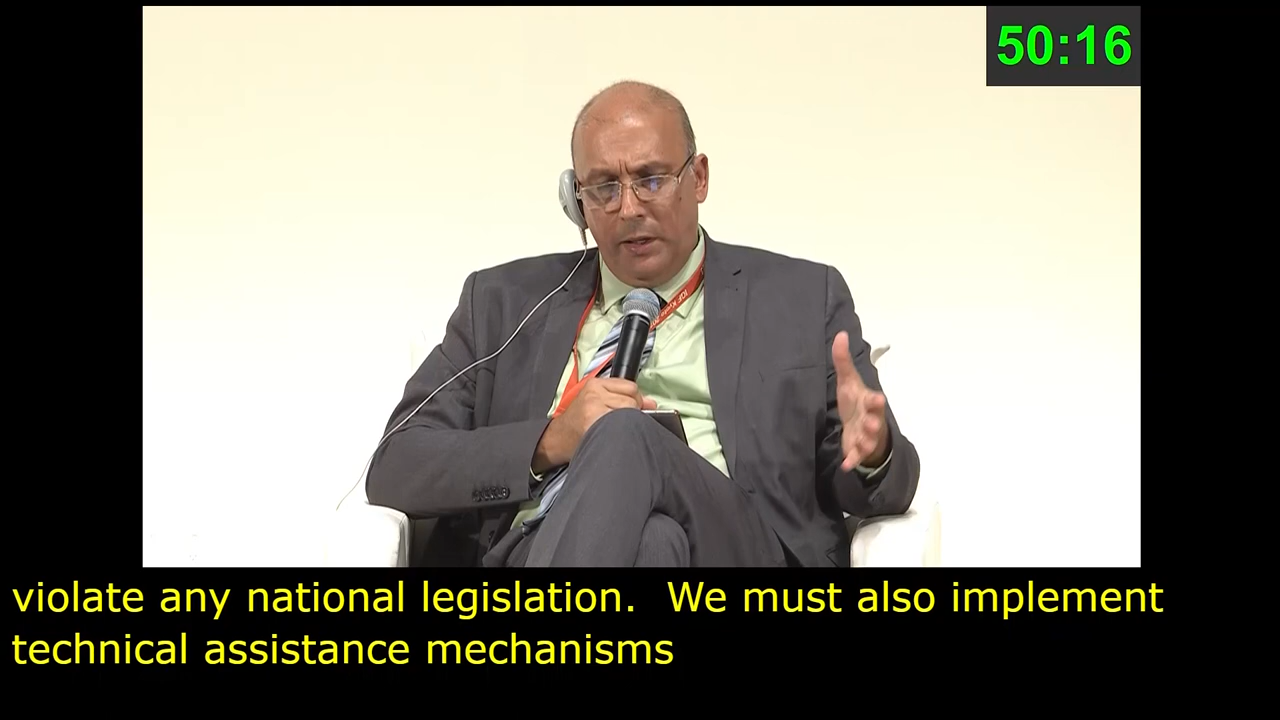 50:16
violate any national legislation.  We must also implement
technical assistance mechanisms